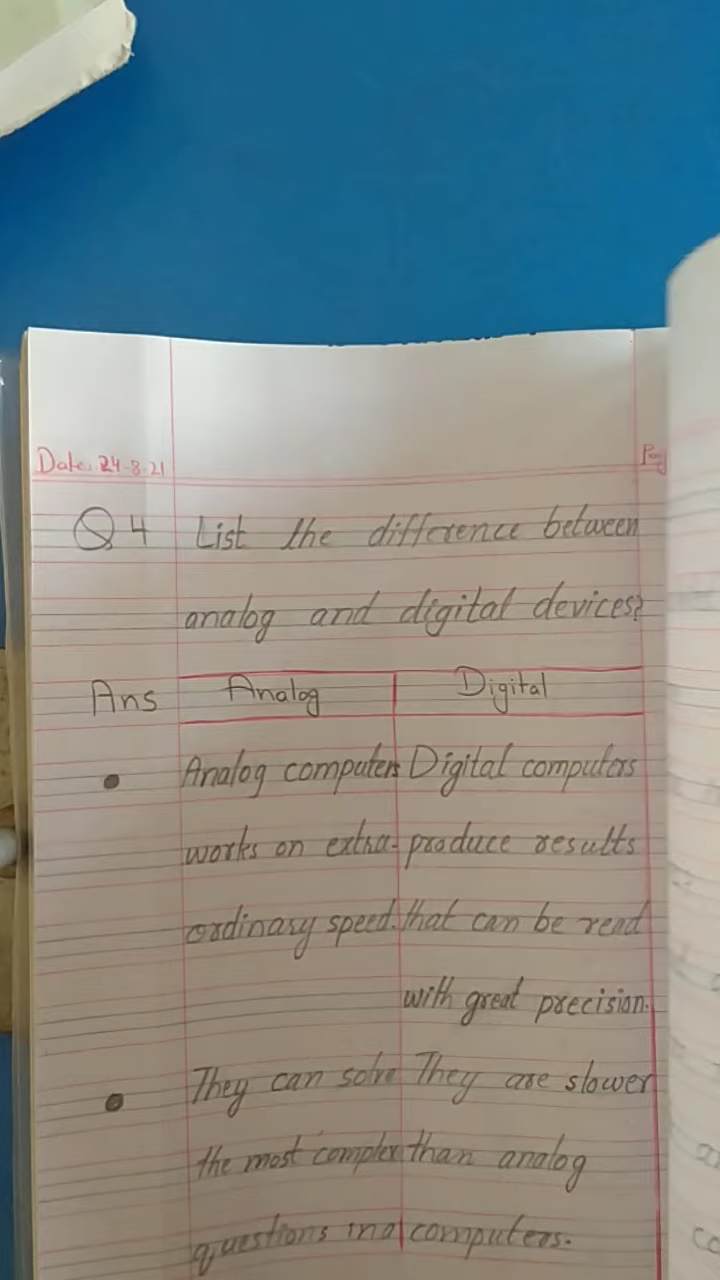 Date: 24-8-21
Pag
Q 4 List the difference between
analog and digital devices?
Ans Analog Digital
• Analog computers Digital computers
works on extra- produce results
ordinary speed. that can be read
with great precision.
• They can solve They are slower
the most complex than analog
questions in a computers.